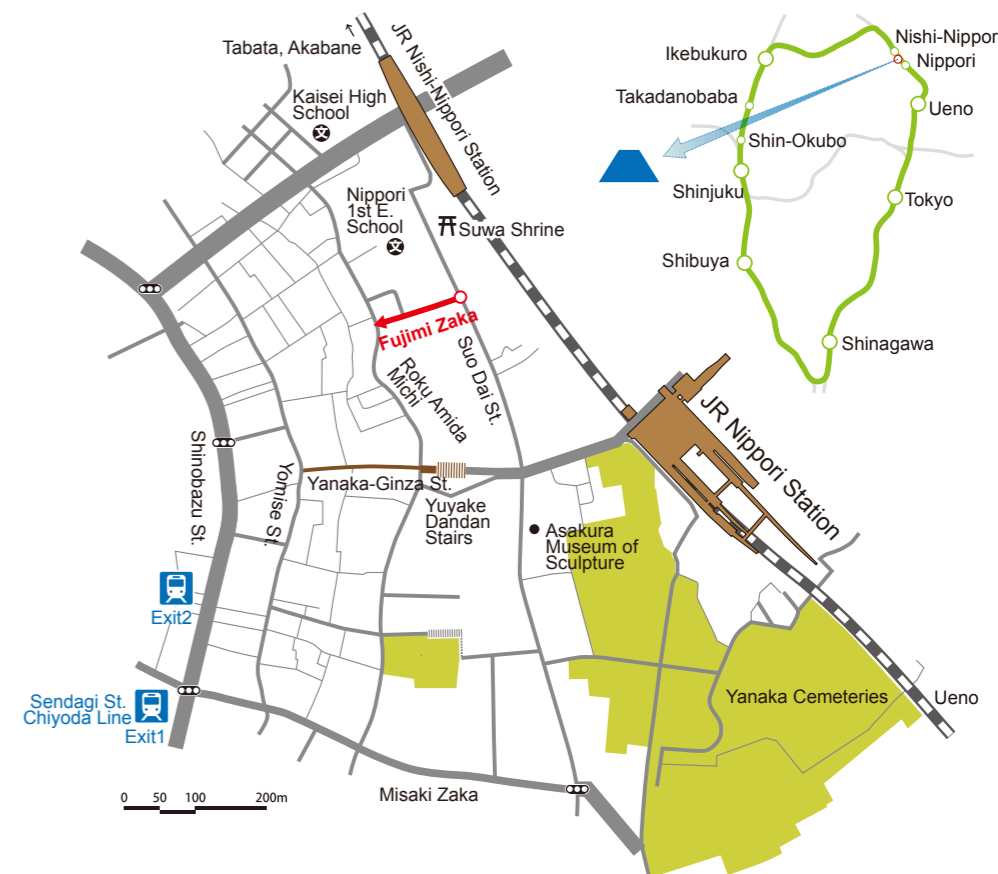 Tabata, Akabane
JR Nishi-Nippori Station
Kaisei High
School
文
Nippori
1st E.
School
文
Suwa Shrine
Fujimi Zaka
Suo Dai St.
Roku Amida
Michi
JR Nippori Station
Shinobazu St.
Yomise St.
Yanaka-Ginza St.
Yuyake
Dandan
Stairs
Asakura
Museum of
Sculpture
Exit2
Sendagi St.
Chiyoda Line
Exit1
Yanaka Cemeteries
Ueno
Misaki Zaka
0 50 100 200m
Nishi-Nippor
Ikebukuro
Nippori
Takadanobaba
Ueno
Shin-Okubo
Shinjuku
Tokyo
Shibuya
Shinagawa